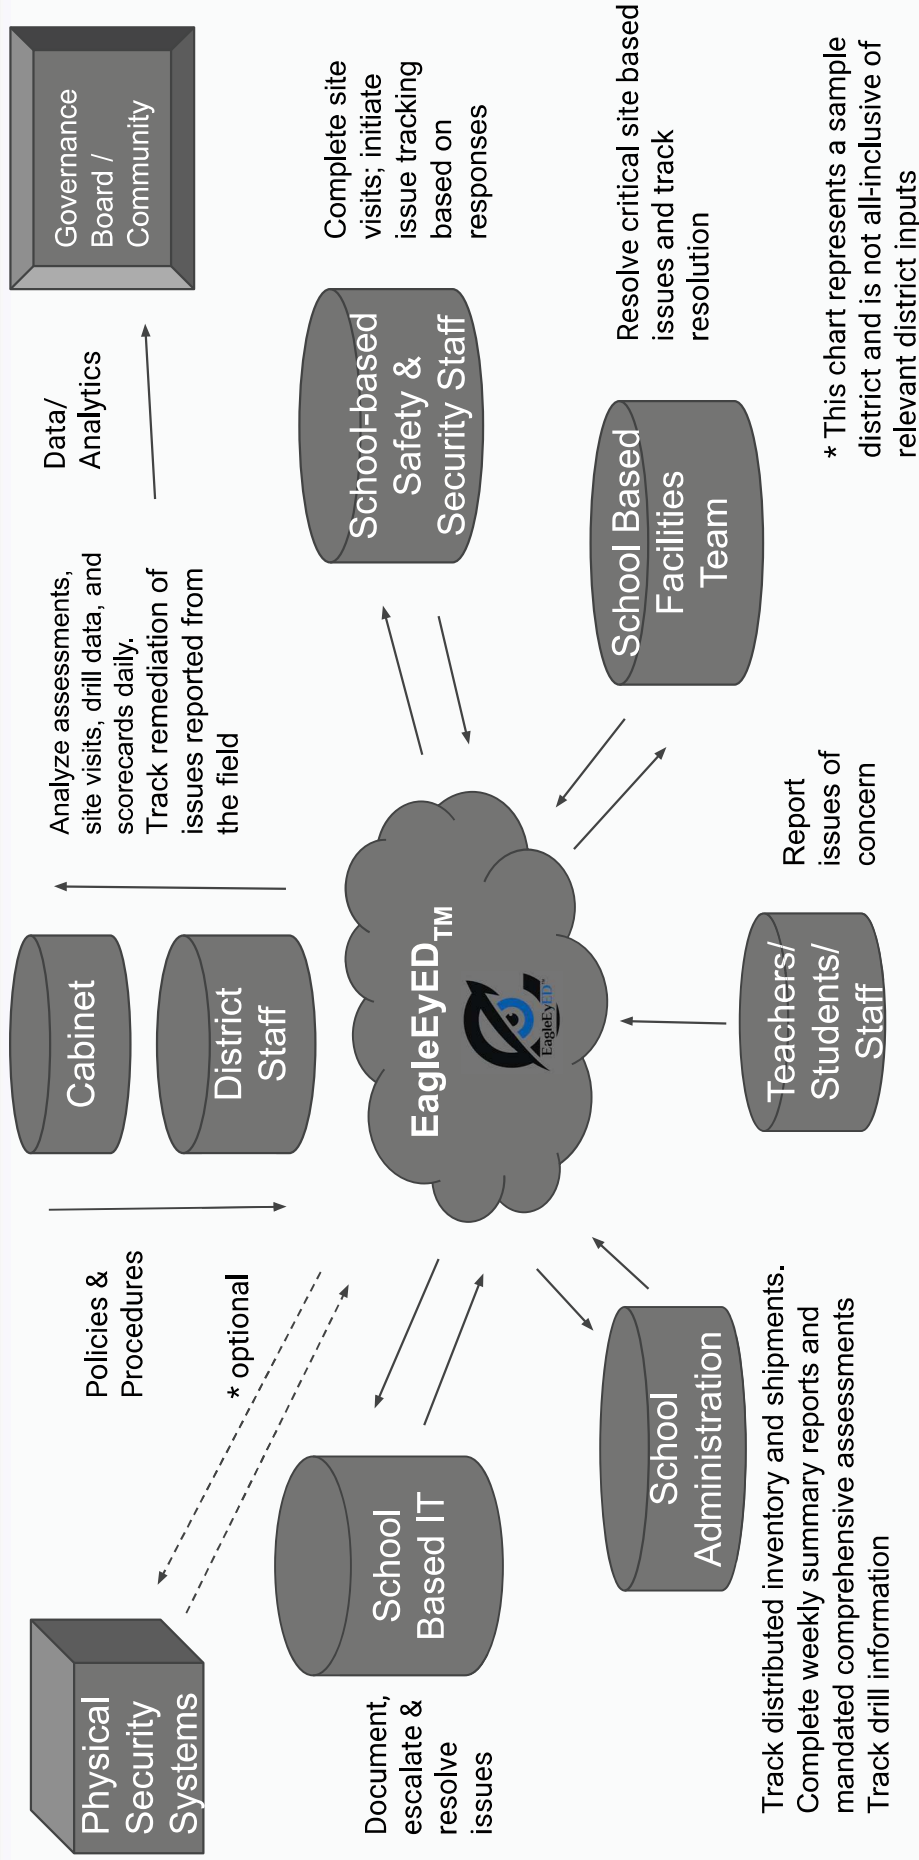 Physical
Security
Systems
Policies &
Procedures
* optional
Cabinet
District
Staff
Analyze assessments,
site visits, drill data, and
scorecards daily.
Track remediation of
issues reported from
the field
Data/
Analytics
Governance
Board /
Community
Document,
escalate &
resolve
issues
School
Based IT
EagleEyED™
EagleEyED™
School-based
Safety &
Security Staff
Complete site
visits; initiate
issue tracking
based on
responses
School
Administration
Track distributed inventory and shipments.
Complete weekly summary reports and
mandated comprehensive assessments
Track drill information
Teachers/
Students/
Staff
Report
issues of
concern
School Based
Facilities
Team
Resolve critical site based
issues and track
resolution
* This chart represents a sample
district and is not all-inclusive of
relevant district inputs